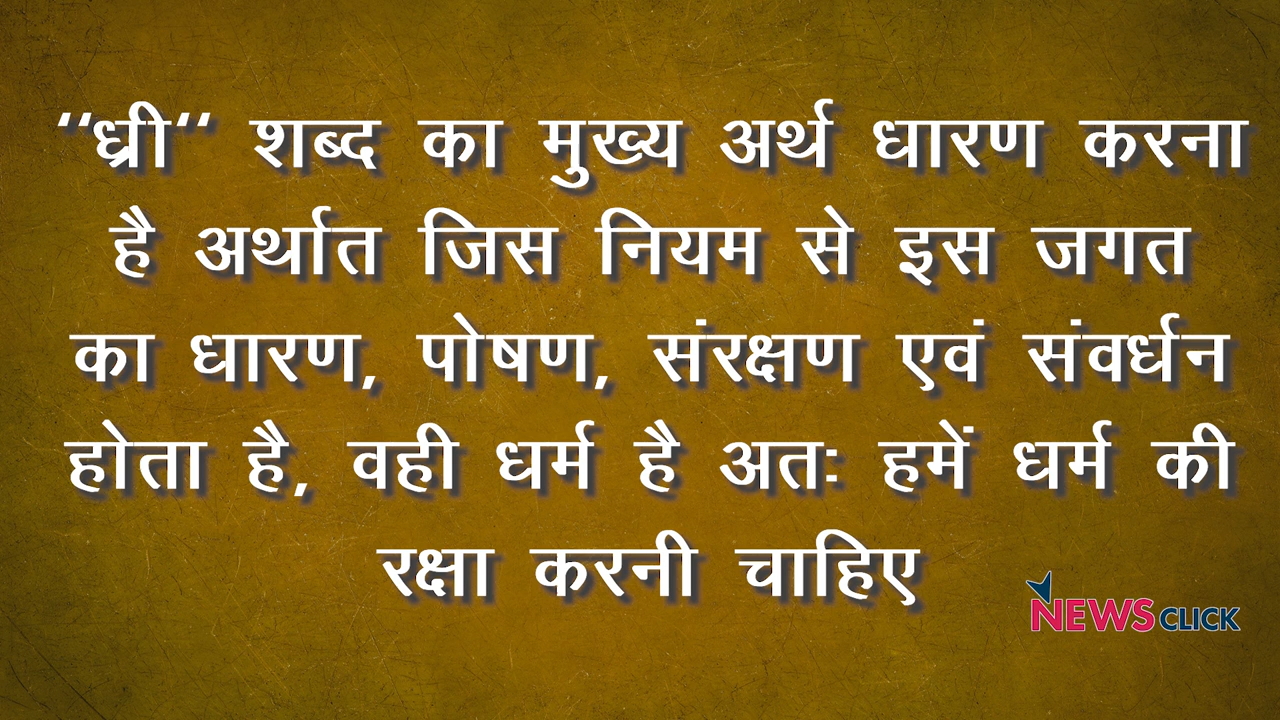 “ध्री“ शब्द का मुख्य अर्थ धारण करना
है अर्थात जिस नियम से इस जगत
का धारण, पोषण, संरक्षण एवं संवर्धन
होता है, वही धर्म है अतः हमें धर्म की
रक्षा करनी चाहिए
NEWSCLICK